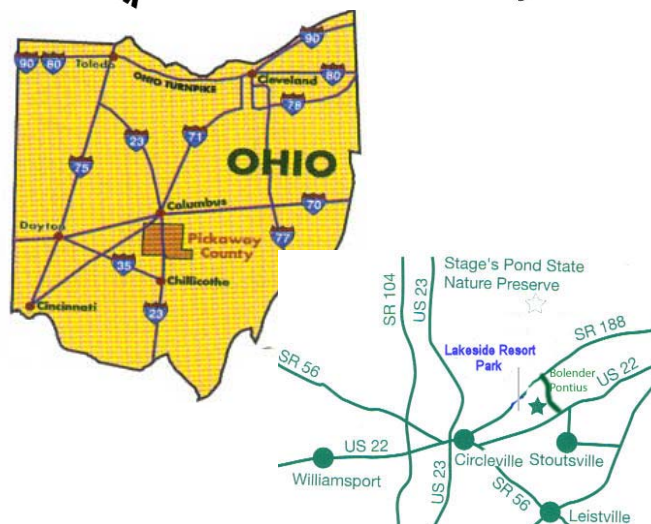 90
90
80
Toledo
OHIO TURNPIKE
Cleveland
80
78
23
71
75
OHIO
Columbus
70
Dayton
Pickaway
County
77
35
Chillicothe
Cincinnati
23
Stage's Pond State
Nature Preserve
SR 104
US 23
SR 188
Lakeside Resort
Park
Bolender
Pontius
US 22
SR 56
US 22
Circleville
Stoutsville
Williamsport
US 23
SR 56
Leistville